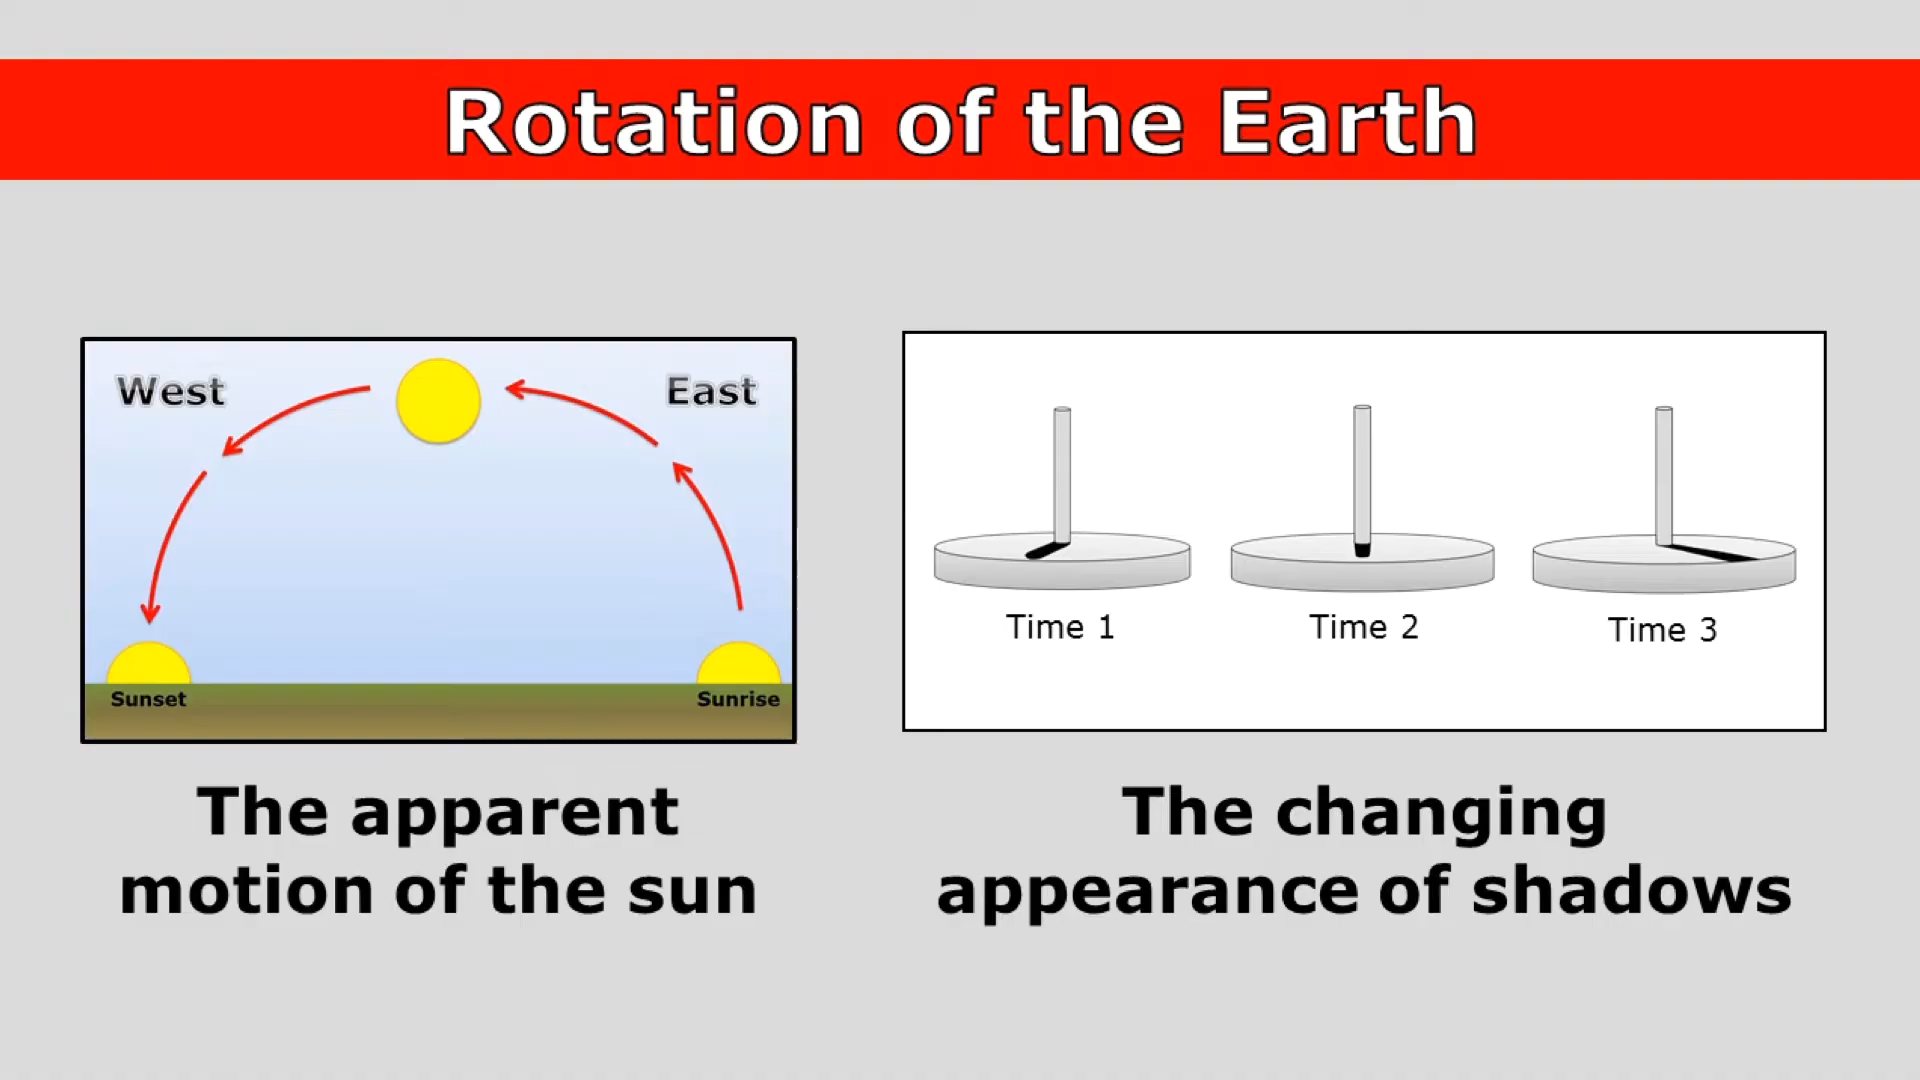 Rotation of the Earth
West
East
Sunset
Sunrise
The apparent
motion of the sun
Time 1
Time 2
Time 3
The changing
appearance of shadows